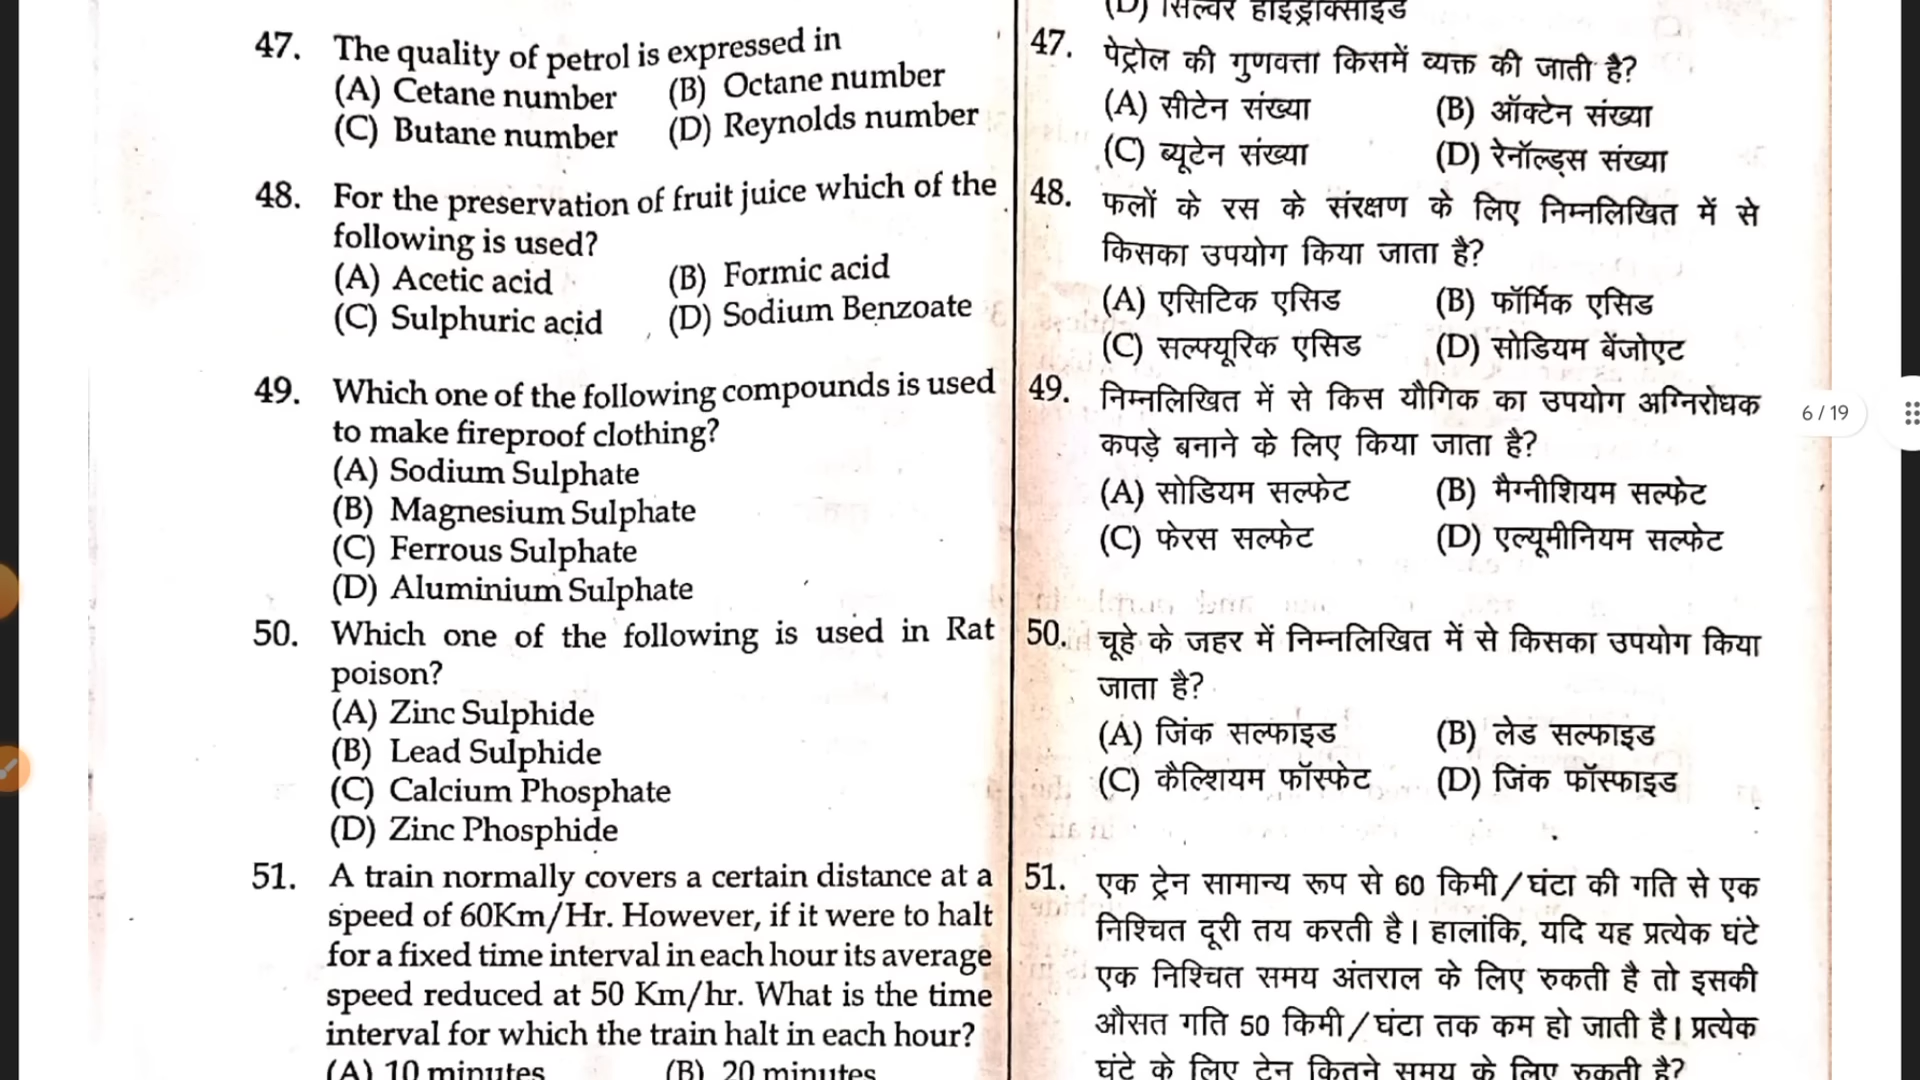 47. The quality of petrol is expressed in
(A) Cetane number (B) Octane number
(C) Butane number (D) Reynolds number
48. For the preservation of fruit juice which of the
following is used?
(A) Acetic acid (B) Formic acid
(C) Sulphuric acid (D) Sodium Benzoate
49. Which one of the following compounds is used
to make fireproof clothing?
(A) Sodium Sulphate
(B) Magnesium Sulphate
(C) Ferrous Sulphate
(D) Aluminium Sulphate
50. Which one of the following is used in Rat
poison?
(A) Zinc Sulphide
(B) Lead Sulphide
(C) Calcium Phosphate
(D) Zinc Phosphide
51. A train normally covers a certain distance at a
speed of 60Km/Hr. However, if it were to halt
for a fixed time interval in each hour its average
speed reduced at 50 Km/hr. What is the time
interval for which the train halt in each hour?
(A) 10 minutes (B) 20 minutes
(D) सिल्वर हाइड्रॉक्साइड
47. पेट्रोल की गुणवत्ता किसमें व्यक्त की जाती है?
(A) सीटेन संख्या (B) ऑक्टेन संख्या
(C) ब्यूटेन संख्या (D) रेनॉल्ड्स संख्या
48. फलों के रस के संरक्षण के लिए निम्नलिखित में से
किसका उपयोग किया जाता है?
(A) एसिटिक एसिड (B) फॉर्मिक एसिड
(C) सल्फ्यूरिक एसिड (D) सोडियम बेंजोएट
49. निम्नलिखित में से किस यौगिक का उपयोग अग्निरोधक
कपड़े बनाने के लिए किया जाता है?
(A) सोडियम सल्फेट (B) मैग्नीशियम सल्फेट
(C) फेरस सल्फेट (D) एल्यूमीनियम सल्फेट
50. चूहे के जहर में निम्नलिखित में से किसका उपयोग किया
जाता है?
(A) जिंक सल्फाइड (B) लेड सल्फाइड
(C) कैल्शियम फॉस्फेट (D) जिंक फॉस्फाइड
51. एक ट्रेन सामान्य रूप से 60 किमी/घंटा की गति से एक
निश्चित दूरी तय करती है। हालांकि, यदि यह प्रत्येक घंटे
एक निश्चित समय अंतराल के लिए रुकती है तो इसकी
औसत गति 50 किमी/घंटा तक कम हो जाती है। प्रत्येक
घंटे के लिए ट्रेन कितने समय के लिए रुकती है?
6/19